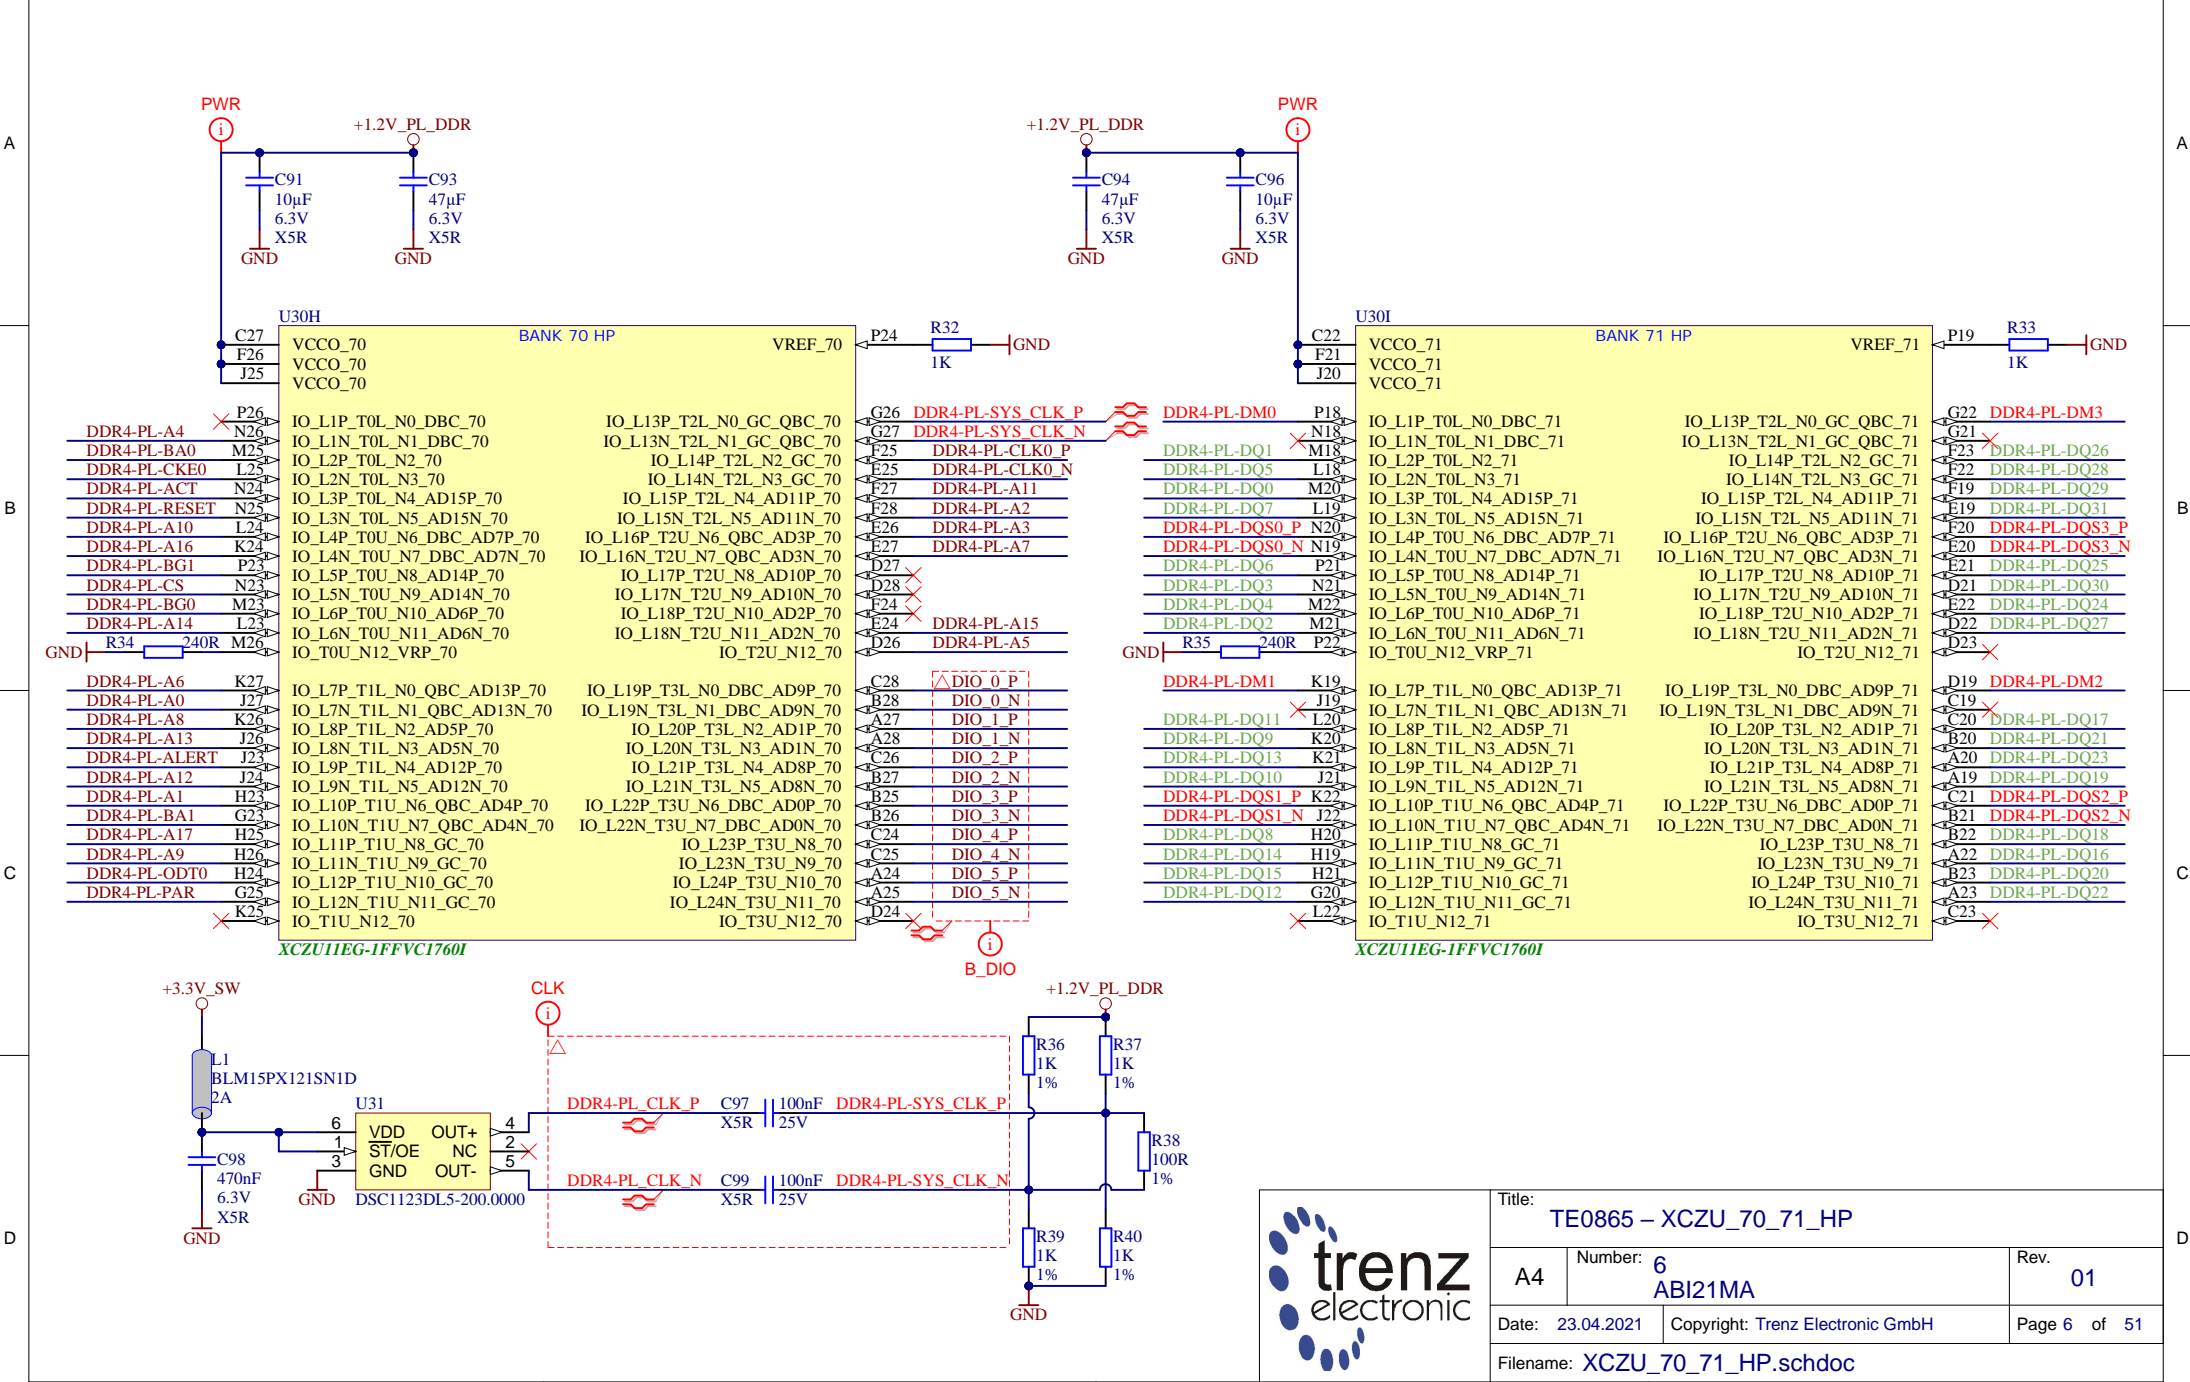 A
A
B
B
C
C
D
D
PWR
+1.2V_PL_DDR
C91
10µF
6.3V
X5R
GND
C93
47µF
6.3V
X5R
GND
+1.2V_PL_DDR
PWR
C94
47µF
6.3V
X5R
GND
C96
10µF
6.3V
X5R
GND
U30H
BANK 70 HP
C27 VCCO_70 VREF_70 P24 R32 1K GND
F26 VCCO_70
J25 VCCO_70
P26 IO_L1P_T0L_N0_DBC_70 IO_L13P_T2L_N0_GC_QBC_70 G26 DDR4-PL-SYS_CLK_P
DDR4-PL-A4 N26 IO_L1N_T0L_N1_DBC_70 IO_L13N_T2L_N1_GC_QBC_70 G27 DDR4-PL-SYS_CLK_N
DDR4-PL-BA0 M25 IO_L2P_T0L_N2_70 IO_L14P_T2L_N2_GC_70 F25 DDR4-PL-CLK0_P
DDR4-PL-CKE0 L25 IO_L2N_T0L_N3_70 IO_L14N_T2L_N3_GC_70 E25 DDR4-PL-CLK0_N
DDR4-PL-ACT N24 IO_L3P_T0L_N4_AD15P_70 IO_L15P_T2L_N4_AD11P_70 F27 DDR4-PL-A11
DDR4-PL-RESET N25 IO_L3N_T0L_N5_AD15N_70 IO_L15N_T2L_N5_AD11N_70 F28 DDR4-PL-A2
DDR4-PL-A10 L24 IO_L4P_T0U_N6_DBC_AD7P_70 IO_L16P_T2U_N6_QBC_AD3P_70 E26 DDR4-PL-A3
DDR4-PL-A16 K24 IO_L4N_T0U_N7_DBC_AD7N_70 IO_L16N_T2U_N7_QBC_AD3N_70 E27 DDR4-PL-A7
DDR4-PL-BG1 P23 IO_L5P_T0U_N8_AD14P_70 IO_L17P_T2U_N8_AD10P_70 D27
DDR4-PL-CS N23 IO_L5N_T0U_N9_AD14N_70 IO_L17N_T2U_N9_AD10N_70 D28
DDR4-PL-BG0 M23 IO_L6P_T0U_N10_AD6P_70 IO_L18P_T2U_N10_AD2P_70 F24
DDR4-PL-A14 L23 IO_L6N_T0U_N11_AD6N_70 IO_L18N_T2U_N11_AD2N_70 E24 DDR4-PL-A15
GND R34 240R M26 IO_T0U_N12_VRP_70 IO_T2U_N12_70 D26 DDR4-PL-A5
DDR4-PL-A6 K27 IO_L7P_T1L_N0_QBC_AD13P_70 IO_L19P_T3L_N0_DBC_AD9P_70 C28 DIO_0_P
DDR4-PL-A0 J27 IO_L7N_T1L_N1_QBC_AD13N_70 IO_L19N_T3L_N1_DBC_AD9N_70 B28 DIO_0_N
DDR4-PL-A8 K26 IO_L8P_T1L_N2_AD5P_70 IO_L20P_T3L_N2_AD1P_70 A27 DIO_1_P
DDR4-PL-A13 J26 IO_L8N_T1L_N3_AD5N_70 IO_L20N_T3L_N3_AD1N_70 A28 DIO_1_N
DDR4-PL-ALERT J23 IO_L9P_T1L_N4_AD12P_70 IO_L21P_T3L_N4_AD8P_70 C26 DIO_2_P
DDR4-PL-A12 J24 IO_L9N_T1L_N5_AD12N_70 IO_L21N_T3L_N5_AD8N_70 B27 DIO_2_N
DDR4-PL-A1 H23 IO_L10P_T1U_N6_QBC_AD4P_70 IO_L22P_T3U_N6_DBC_AD0P_70 B25 DIO_3_P
DDR4-PL-BA1 G23 IO_L10N_T1U_N7_QBC_AD4N_70 IO_L22N_T3U_N7_DBC_AD0N_70 B26 DIO_3_N
DDR4-PL-A17 H25 IO_L11P_T1U_N8_GC_70 IO_L23P_T3U_N8_70 C24 DIO_4_P
DDR4-PL-A9 H26 IO_L11N_T1U_N9_GC_70 IO_L23N_T3U_N9_70 C25 DIO_4_N
DDR4-PL-ODT0 H24 IO_L12P_T1U_N10_GC_70 IO_L24P_T3U_N10_70 A24 DIO_5_P
DDR4-PL-PAR G25 IO_L12N_T1U_N11_GC_70 IO_L24N_T3U_N11_70 A25 DIO_5_N
K25 IO_T1U_N12_70 IO_T3U_N12_70 D24
XCZU11EG-1FFVC1760I
B_DIO
U30I
BANK 71 HP
C22 VCCO_71 VREF_71 P19 R33 1K GND
F21 VCCO_71
J20 VCCO_71
DDR4-PL-DM0 P18 IO_L1P_T0L_N0_DBC_71 IO_L13P_T2L_N0_GC_QBC_71 G22 DDR4-PL-DM3
N18 IO_L1N_T0L_N1_DBC_71 IO_L13N_T2L_N1_GC_QBC_71 G21
DDR4-PL-DQ1 M18 IO_L2P_T0L_N2_71 IO_L14P_T2L_N2_GC_71 F23 DDR4-PL-DQ26
DDR4-PL-DQ5 L18 IO_L2N_T0L_N3_71 IO_L14N_T2L_N3_GC_71 F22 DDR4-PL-DQ28
DDR4-PL-DQ0 M20 IO_L3P_T0L_N4_AD15P_71 IO_L15P_T2L_N4_AD11P_71 F19 DDR4-PL-DQ29
DDR4-PL-DQ7 L19 IO_L3N_T0L_N5_AD15N_71 IO_L15N_T2L_N5_AD11N_71 E19 DDR4-PL-DQ31
DDR4-PL-DQS0_P N20 IO_L4P_T0U_N6_DBC_AD7P_71 IO_L16P_T2U_N6_QBC_AD3P_71 F20 DDR4-PL-DQS3_P
DDR4-PL-DQS0_N N19 IO_L4N_T0U_N7_DBC_AD7N_71 IO_L16N_T2U_N7_QBC_AD3N_71 E20 DDR4-PL-DQS3_N
DDR4-PL-DQ6 P21 IO_L5P_T0U_N8_AD14P_71 IO_L17P_T2U_N8_AD10P_71 E21 DDR4-PL-DQ25
DDR4-PL-DQ3 N21 IO_L5N_T0U_N9_AD14N_71 IO_L17N_T2U_N9_AD10N_71 D21 DDR4-PL-DQ30
DDR4-PL-DQ4 M22 IO_L6P_T0U_N10_AD6P_71 IO_L18P_T2U_N10_AD2P_71 E22 DDR4-PL-DQ24
DDR4-PL-DQ2 M21 IO_L6N_T0U_N11_AD6N_71 IO_L18N_T2U_N11_AD2N_71 D22 DDR4-PL-DQ27
GND R35 240R P22 IO_T0U_N12_VRP_71 IO_T2U_N12_71 D23
DDR4-PL-DM1 K19 IO_L7P_T1L_N0_QBC_AD13P_71 IO_L19P_T3L_N0_DBC_AD9P_71 D19 DDR4-PL-DM2
J19 IO_L7N_T1L_N1_QBC_AD13N_71 IO_L19N_T3L_N1_DBC_AD9N_71 C19
DDR4-PL-DQ11 L20 IO_L8P_T1L_N2_AD5P_71 IO_L20P_T3L_N2_AD1P_71 C20 DDR4-PL-DQ17
DDR4-PL-DQ9 K20 IO_L8N_T1L_N3_AD5N_71 IO_L20N_T3L_N3_AD1N_71 B20 DDR4-PL-DQ21
DDR4-PL-DQ13 K21 IO_L9P_T1L_N4_AD12P_71 IO_L21P_T3L_N4_AD8P_71 A20 DDR4-PL-DQ23
DDR4-PL-DQ10 J21 IO_L9N_T1L_N5_AD12N_71 IO_L21N_T3L_N5_AD8N_71 A19 DDR4-PL-DQ19
DDR4-PL-DQS1_P K22 IO_L10P_T1U_N6_QBC_AD4P_71 IO_L22P_T3U_N6_DBC_AD0P_71 C21 DDR4-PL-DQS2_P
DDR4-PL-DQS1_N J22 IO_L10N_T1U_N7_QBC_AD4N_71 IO_L22N_T3U_N7_DBC_AD0N_71 B21 DDR4-PL-DQS2_N
DDR4-PL-DQ8 H20 IO_L11P_T1U_N8_GC_71 IO_L23P_T3U_N8_71 B22 DDR4-PL-DQ18
DDR4-PL-DQ14 H19 IO_L11N_T1U_N9_GC_71 IO_L23N_T3U_N9_71 A22 DDR4-PL-DQ16
DDR4-PL-DQ15 H21 IO_L12P_T1U_N10_GC_71 IO_L24P_T3U_N10_71 B23 DDR4-PL-DQ20
DDR4-PL-DQ12 G20 IO_L12N_T1U_N11_GC_71 IO_L24N_T3U_N11_71 A23 DDR4-PL-DQ22
L22 IO_T1U_N12_71 IO_T3U_N12_71 C23
XCZU11EG-1FFVC1760I
+3.3V_SW
L1
BLM15PX121SN1D
2A
C98
470nF
6.3V
X5R
GND
U31
6 VDD OUT+ 4
1 ST/OE NC 2
3 GND OUT- 5
GND
DSC1123DL5-200.0000
CLK
DDR4-PL_CLK_P C97 100nF DDR4-PL-SYS_CLK_P
X5R 25V
DDR4-PL_CLK_N C99 100nF DDR4-PL-SYS_CLK_N
X5R 25V
+1.2V_PL_DDR
R36
1K
1%
R37
1K
1%
R38
100R
1%
R39
1K
1%
R40
1K
1%
GND
trenz
electronic
Title:
TE0865 – XCZU_70_71_HP
A4
Number: 6
ABI21MA
Rev.
01
Date: 23.04.2021
Copyright: Trenz Electronic GmbH
Page 6 of 51
Filename: XCZU_70_71_HP.schdoc